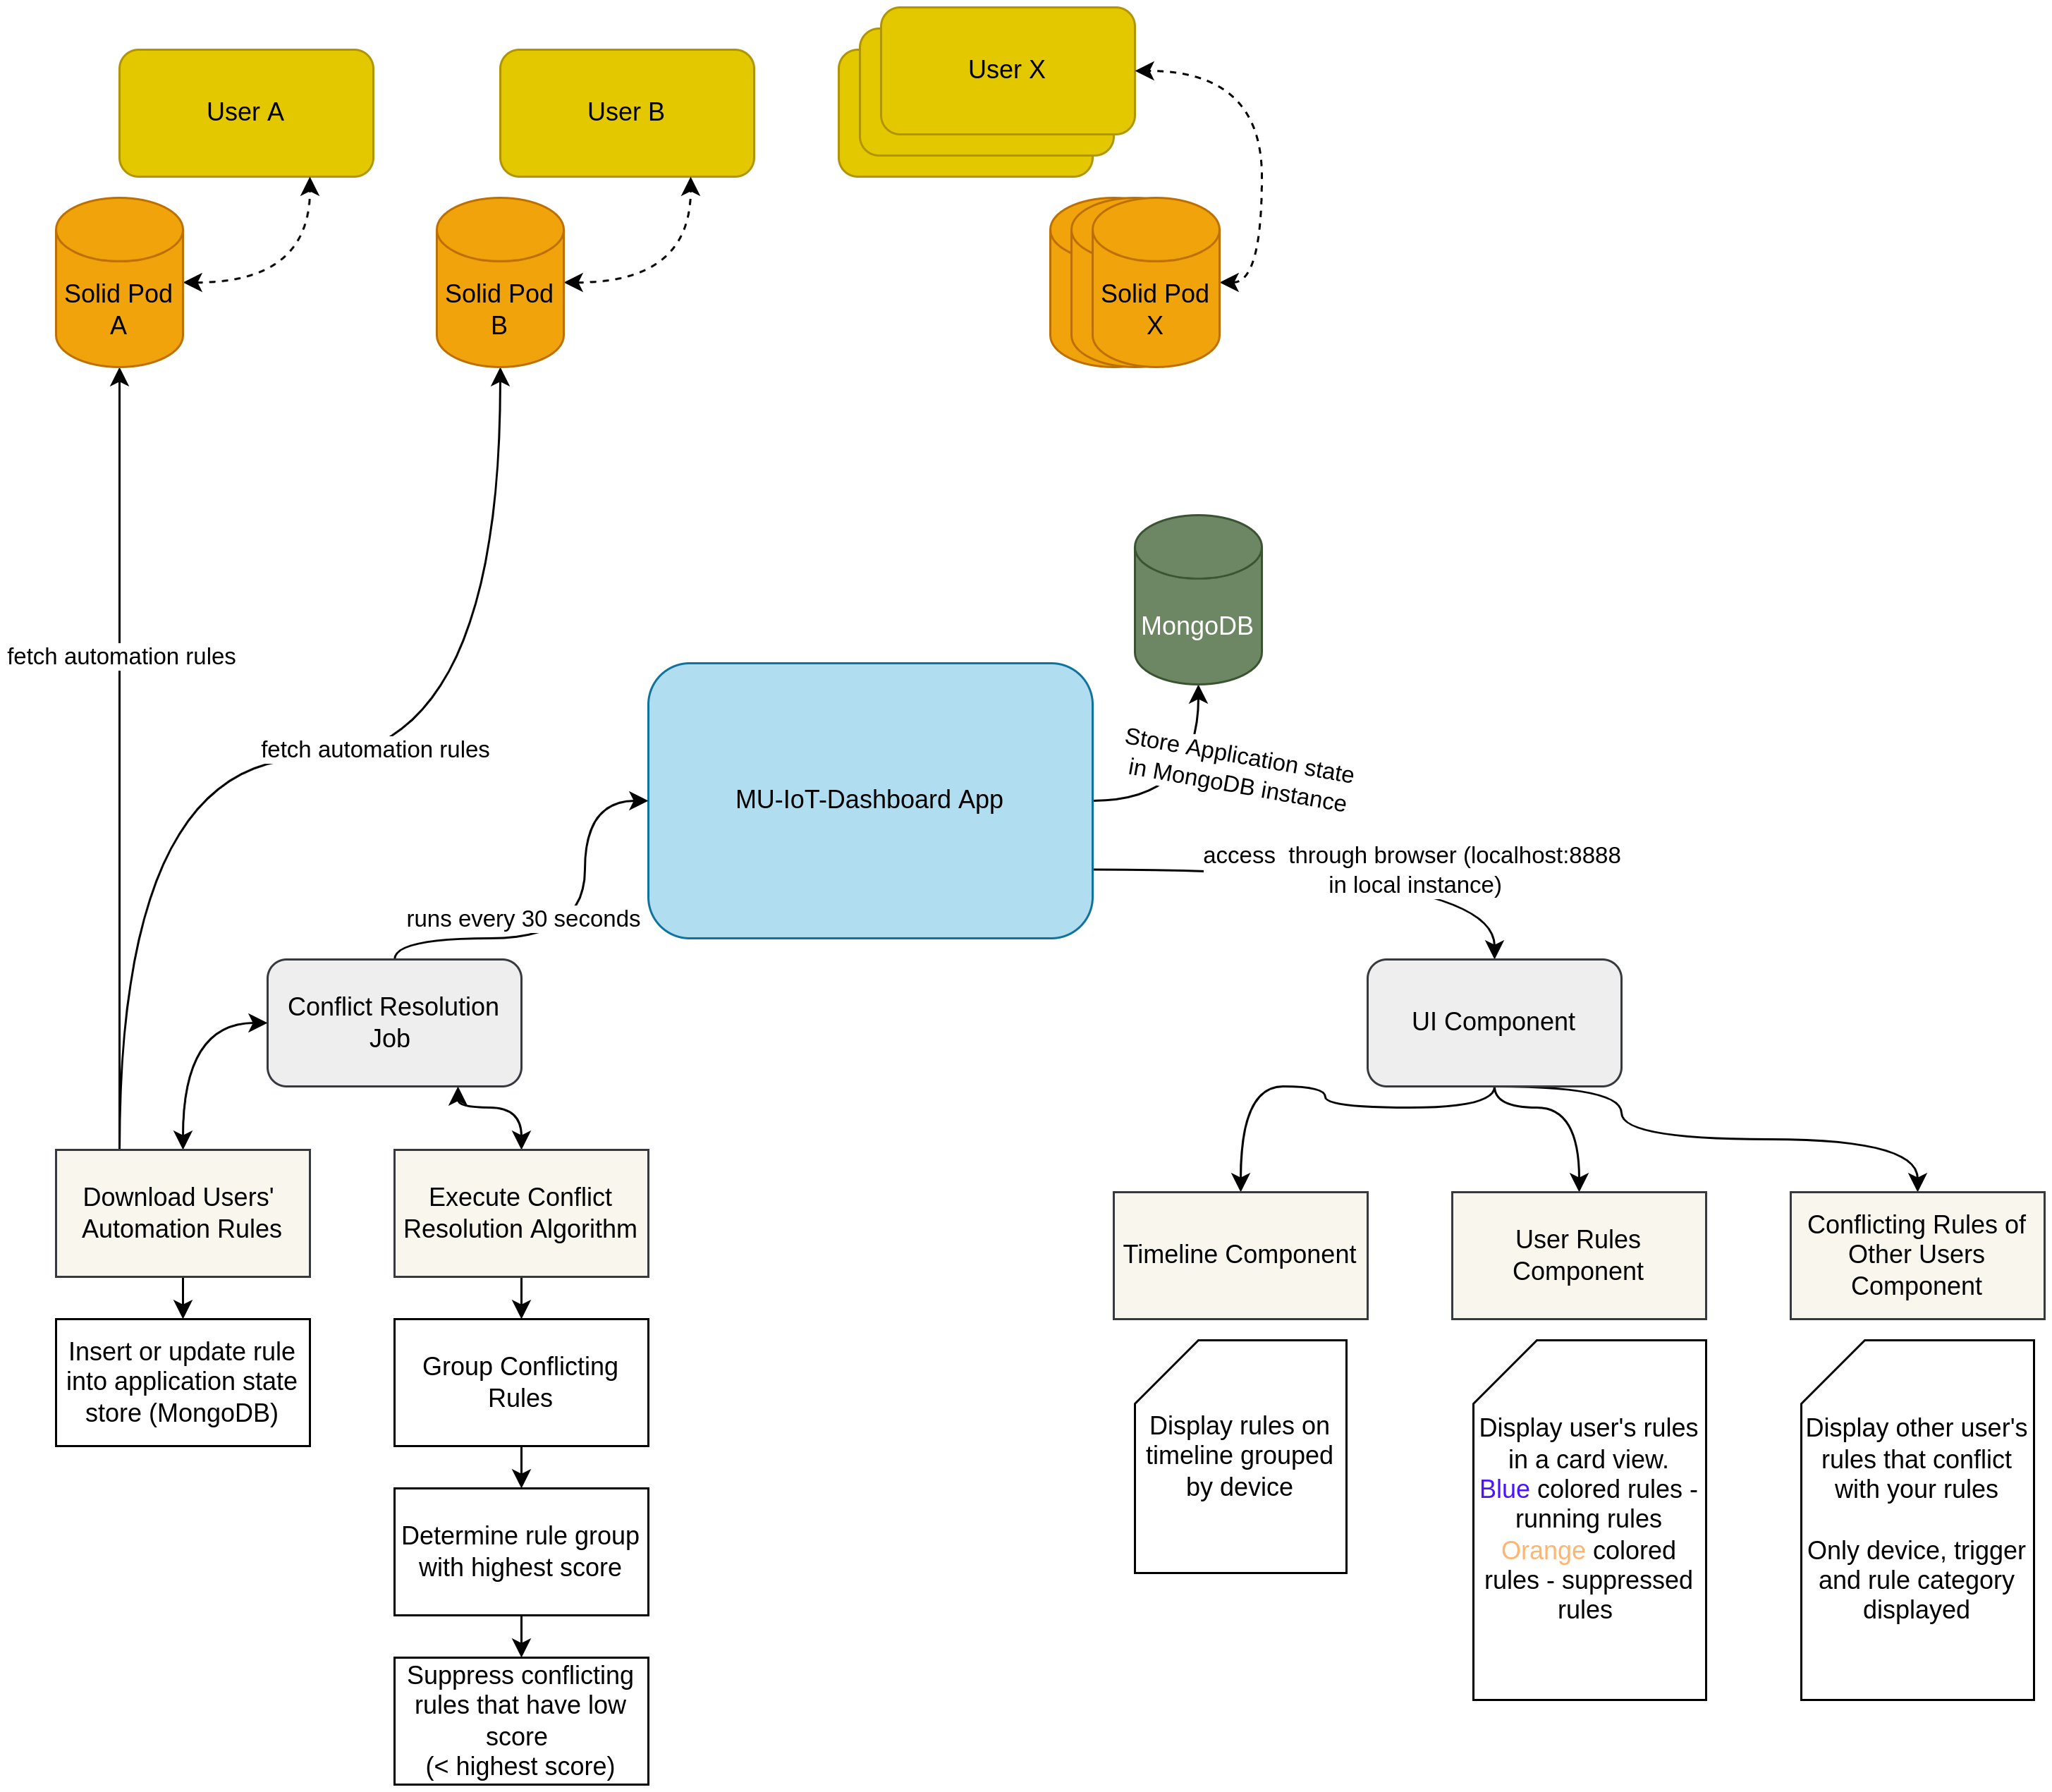 User X
User A
User B
Solid Pod
A
Solid Pod
B
Solid Pod
X
MongoDB
fetch automation rules
fetch automation rules
Store Application state
in MongoDB instance
MU-IoT-Dashboard App
access  through browser (localhost:8888
in local instance)
runs every 30 seconds
Conflict Resolution
Job
UI Component
Download Users'
Automation Rules
Execute Conflict
Resolution Algorithm
Timeline Component
User Rules
Component
Conflicting Rules of
Other Users
Component
Insert or update rule
into application state
store (MongoDB)
Group Conflicting
Rules
Display rules on
timeline grouped
by device
Display user's rules
in a card view.
Blue colored rules -
running rules
Orange colored
rules - suppressed
rules
Display other user's
rules that conflict
with your rules
Only device, trigger
and rule category
displayed
Determine rule group
with highest score
Suppress conflicting
rules that have low
score
(< highest score)